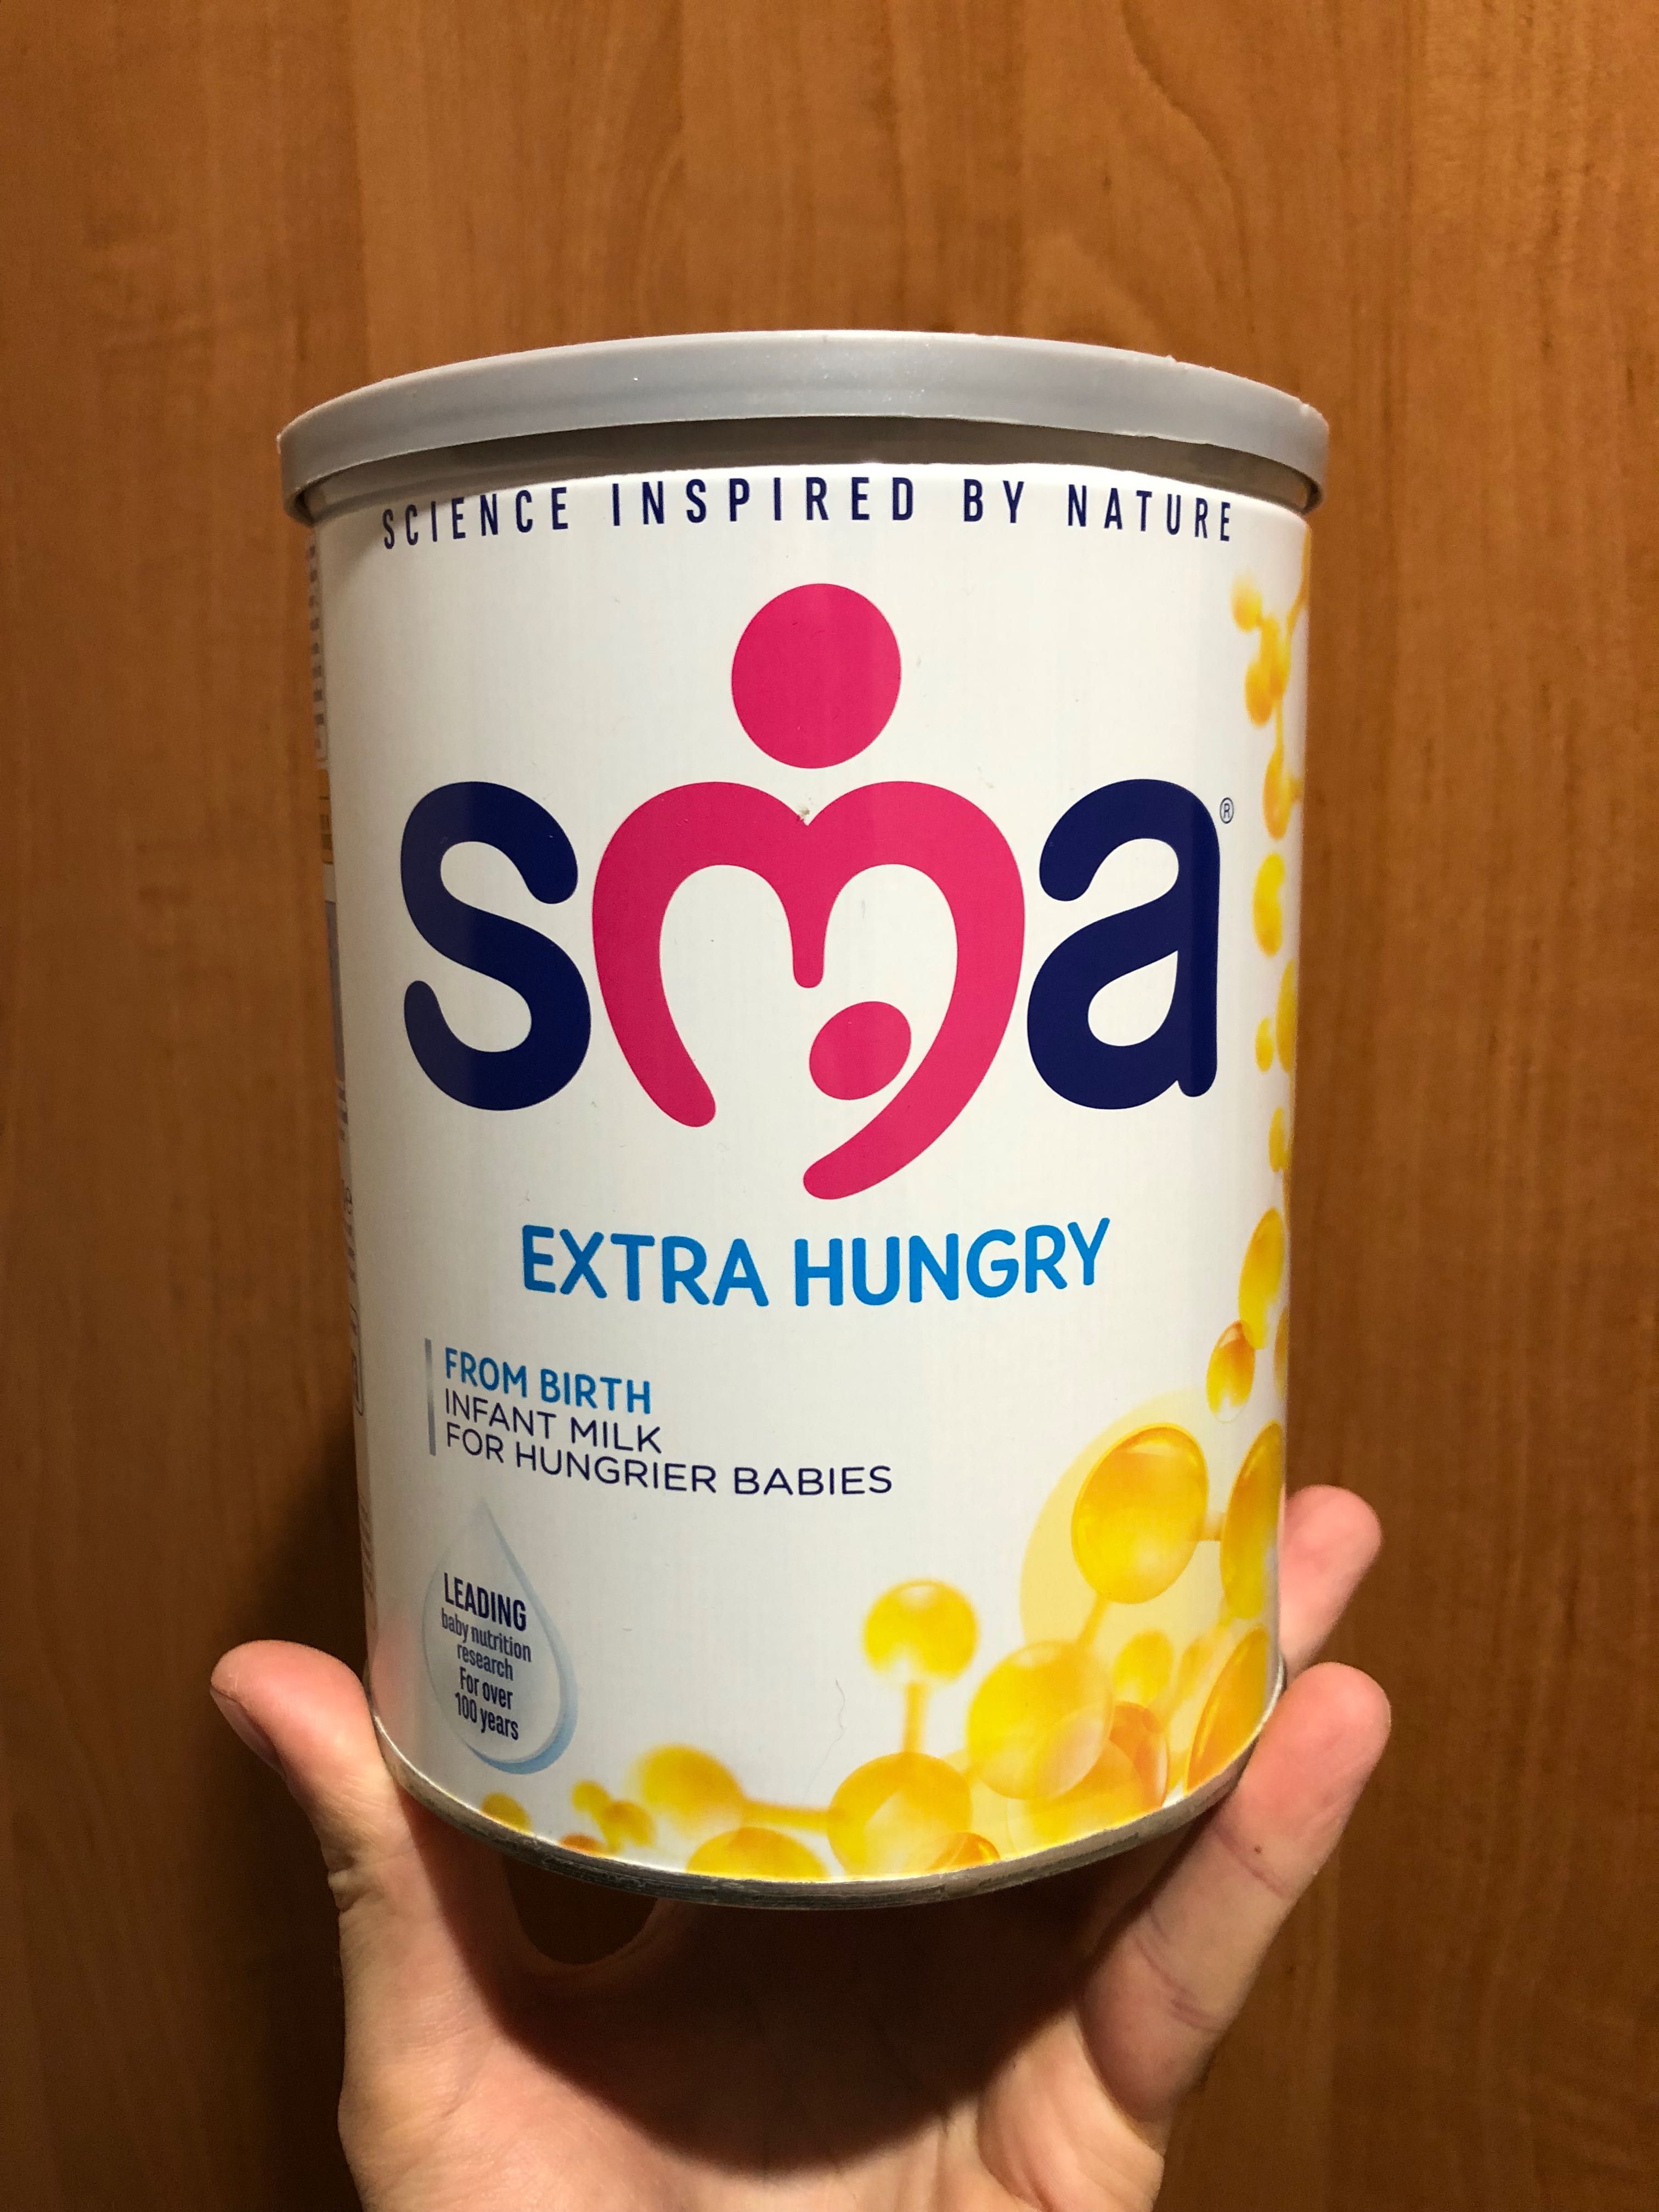 SCIENCE INSPIRED BY NATURE
sma®
EXTRA HUNGRY
FROM BIRTH
INFANT MILK
FOR HUNGRIER BABIES
LEADING
baby nutrition
research
For over
100 years